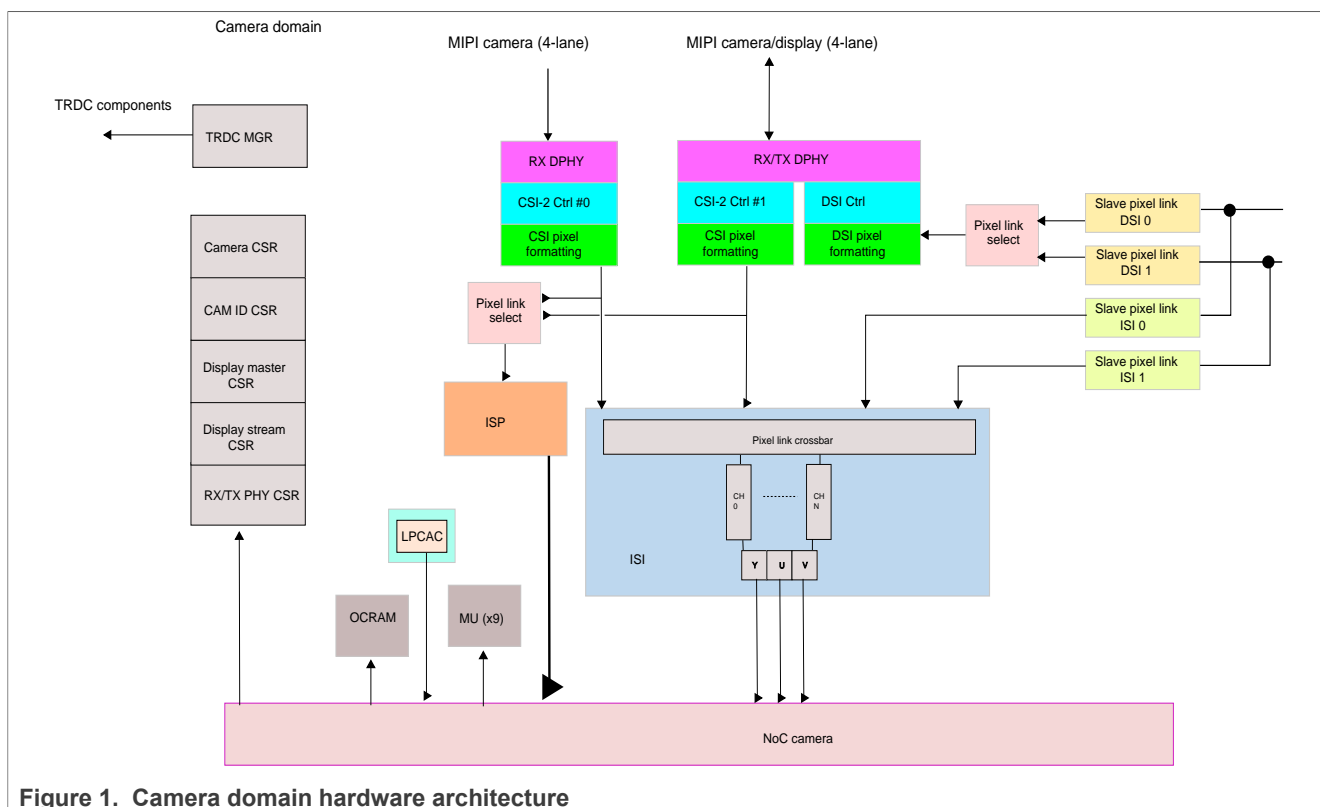 Camera domain
MIPI camera (4-lane)
MIPI camera/display (4-lane)
TRDC components
TRDC MGR
RX DPHY
RX/TX DPHY
CSI-2 Ctrl #0
CSI-2 Ctrl #1
DSI Ctrl
CSI pixel
formatting
CSI pixel
formatting
DSI pixel
formatting
Pixel link
select
Slave pixel link
DSI 0
Slave pixel link
DSI 1
Slave pixel link
ISI 0
Slave pixel link
ISI 1
Camera CSR
CAM ID CSR
Display master
CSR
Display stream
CSR
RX/TX PHY CSR
Pixel link
select
ISP
Pixel link crossbar
CH
0
CH
N
Y
U
V
ISI
LPCAC
OCRAM
MU (x9)
NoC camera
Figure 1. Camera domain hardware architecture